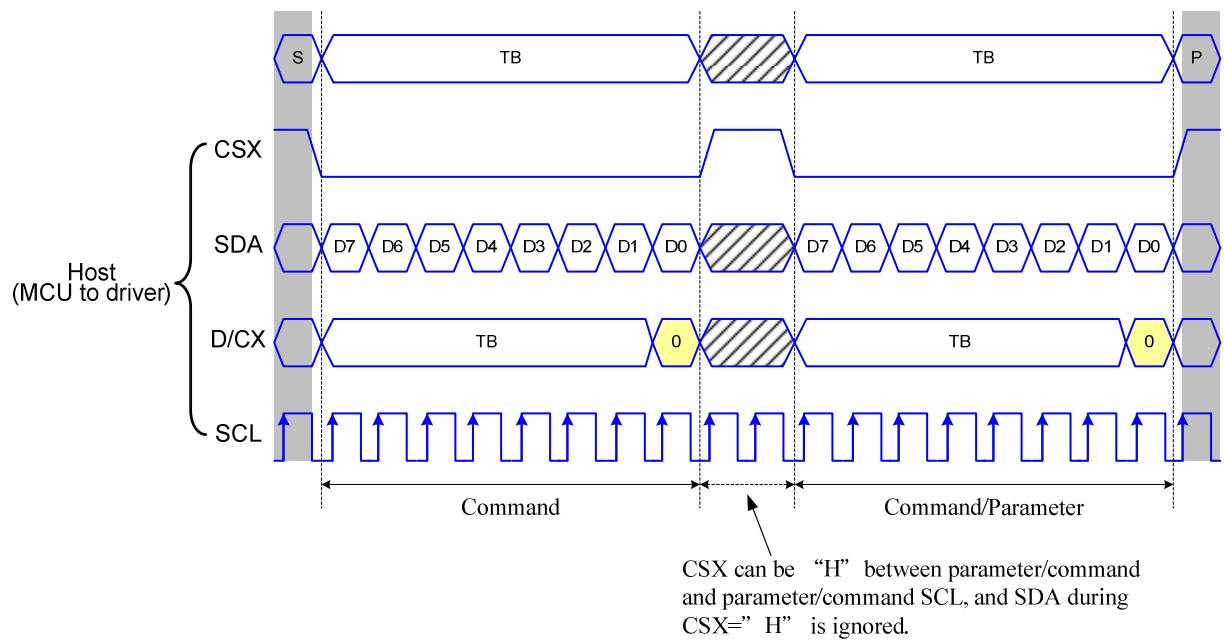 S TB TB P
CSX
SDA D7 D6 D5 D4 D3 D2 D1 D0 D7 D6 D5 D4 D3 D2 D1 D0
Host
(MCU to driver)
D/CX TB 0 TB 0
SCL
Command Command/Parameter
CSX can be “H” between parameter/command
and parameter/command SCL, and SDA during
CSX=”H” is ignored.